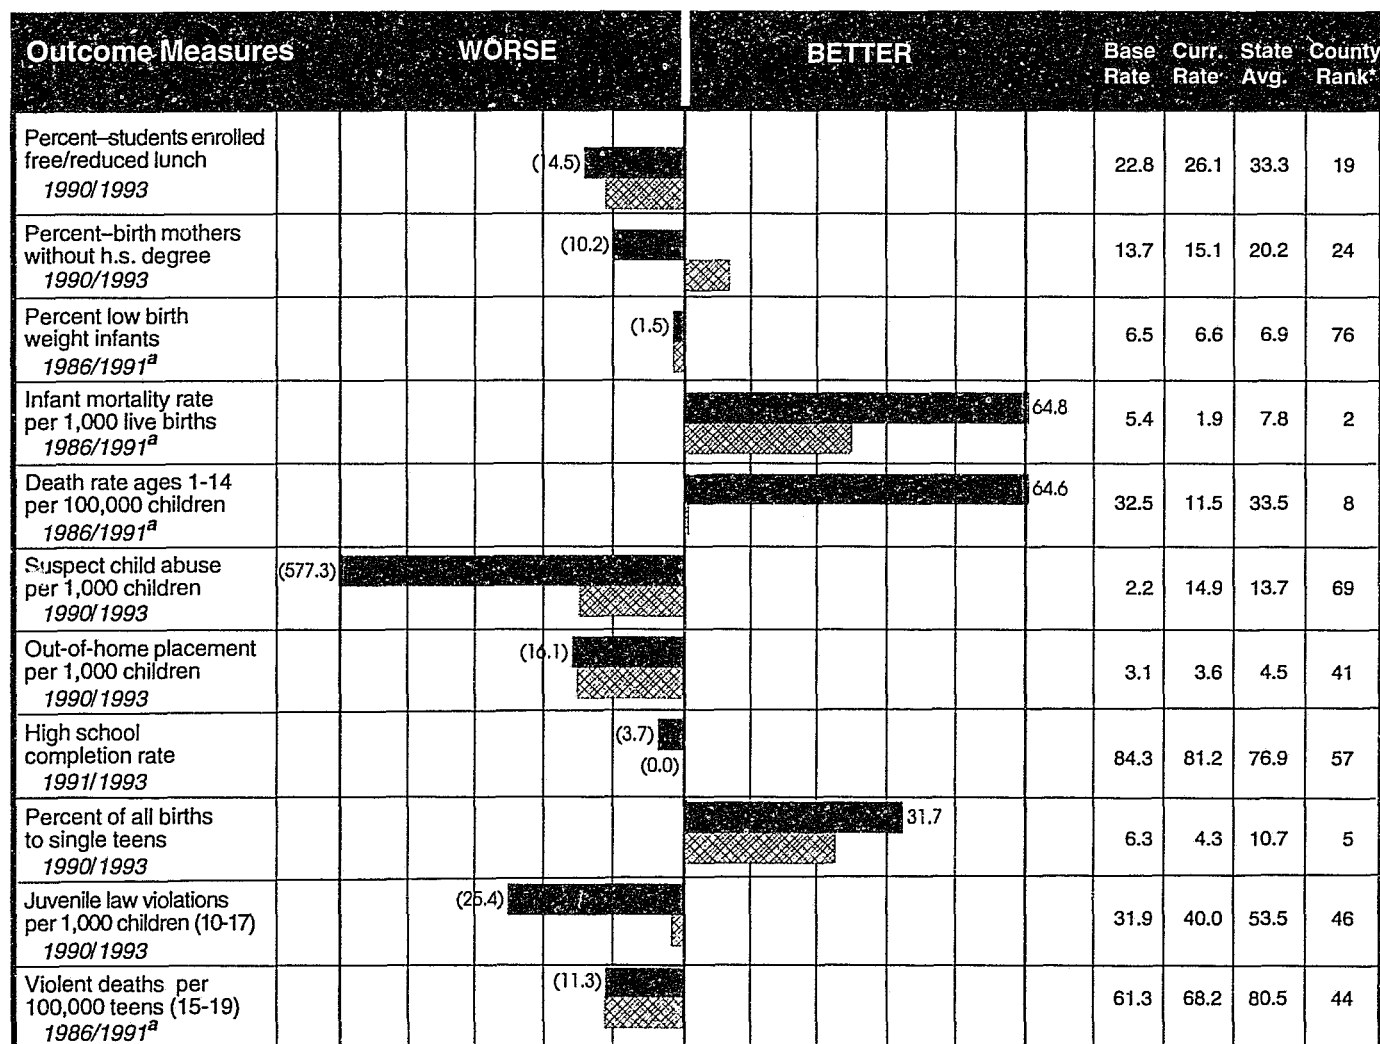 Outcome Measures WORSE BETTER Base Rate Curr. Rate State Avg. County Rank*
Percent–students enrolled
free/reduced lunch
1990/1993
(14.5)
22.8 26.1 33.3 19
Percent–birth mothers
without h.s. degree
1990/1993
(10.2)
13.7 15.1 20.2 24
Percent low birth
weight infants
1986/1991a
(1.5)
6.5 6.6 6.9 76
Infant mortality rate
per 1,000 live births
1986/1991a
64.8
5.4 1.9 7.8 2
Death rate ages 1-14
per 100,000 children
1986/1991a
64.6
32.5 11.5 33.5 8
Suspect child abuse
per 1,000 children
1990/1993
(577.3)
2.2 14.9 13.7 69
Out-of-home placement
per 1,000 children
1990/1993
(16.1)
3.1 3.6 4.5 41
High school
completion rate
1991/1993
(3.7)
(0.0)
84.3 81.2 76.9 57
Percent of all births
to single teens
1990/1993
31.7
6.3 4.3 10.7 5
Juvenile law violations
per 1,000 children (10-17)
1990/1993
(25.4)
31.9 40.0 53.5 46
Violent deaths per
100,000 teens (15-19)
1986/1991a
(11.3)
61.3 68.2 80.5 44